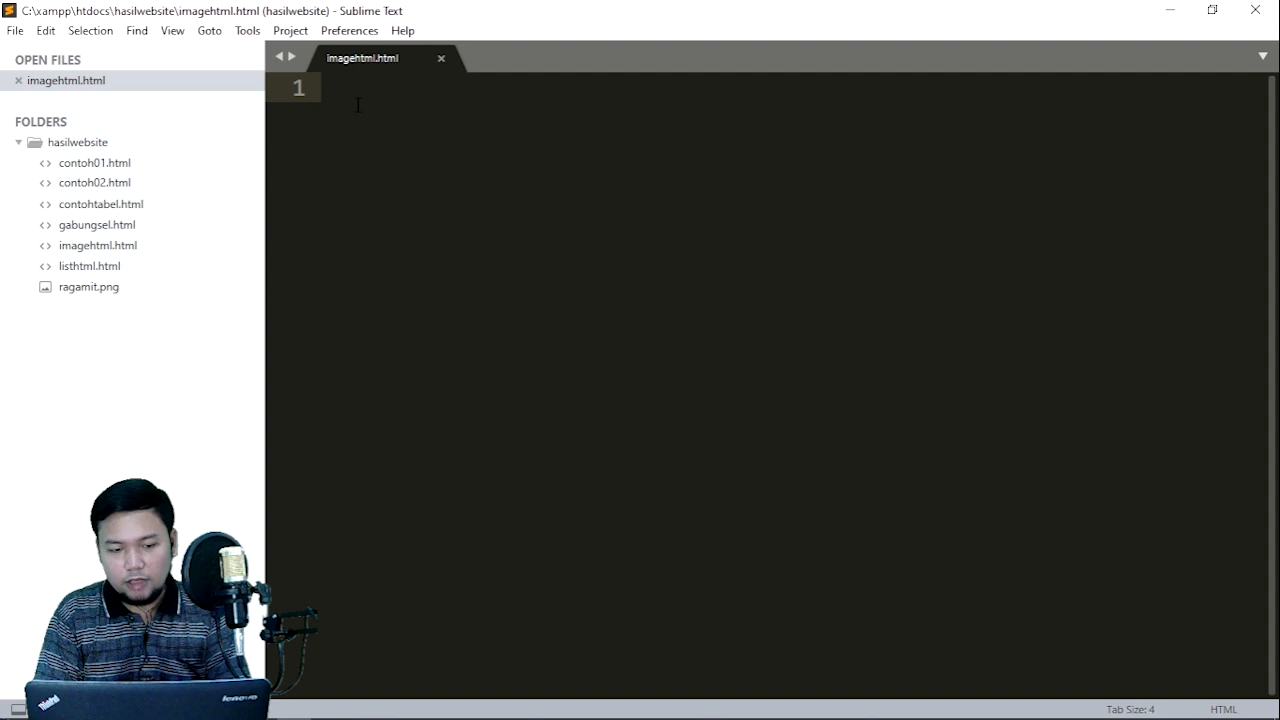 C:\xampp\htdocs\hasilwebsite\imagehtml.html (hasilwebsite) - Sublime Text
File Edit Selection Find View Goto Tools Project Preferences Help
OPEN FILES
imagehtml.html
FOLDERS
hasilwebsite
contoh01.html
contoh02.html
contohtabel.html
gabungsel.html
imagehtml.html
listhtml.html
ragamit.png
imagehtml.html
1
ThinkPad
lenovo
Tab Size: 4
HTML